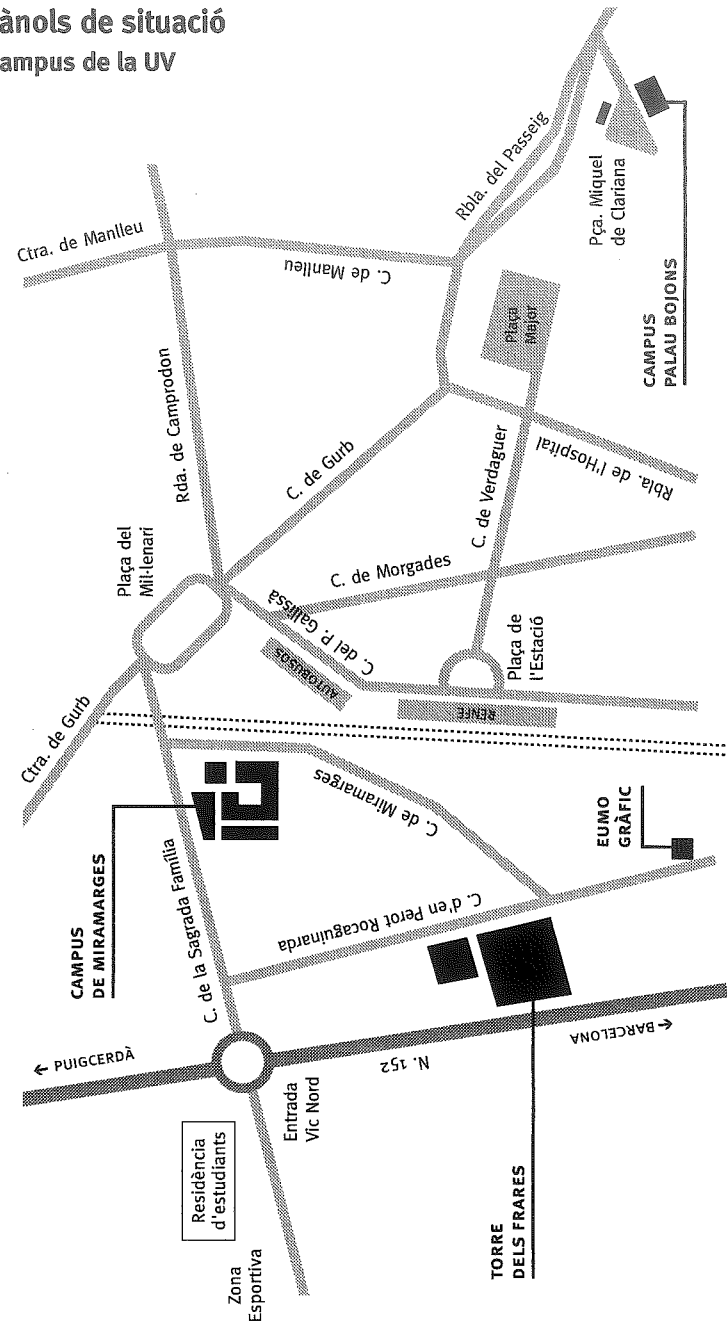 ànols de situació
ampus de la UV
Ctra. de Manlleu
C. de Manlleu
Rbla. del Passeig
Pça. Miquel
de Clariana
CAMPUS
PALAU BOJONS
Plaça
Major
Rda. de Camprodon
C. de Gurb
C. de Verdaguer
Rbla. de l'Hospital
Plaça del
Mil·lenari
C. de Morgades
C. del P. Gallissà
AUTOBUSOS
RENFE
Plaça de
l'Estació
Ctra. de Gurb
C. de Miramarges
CAMPUS
DE MIRAMARGES
C. de la Sagrada Família
C. d'en Perot Rocaguinarda
EUMO
GRÀFIC
← PUIGCERDÀ
N. 152
← BARCELONA
Entrada
Vic Nord
Residència
d'estudiants
Zona
Esportiva
TORRE
DELS FRARES